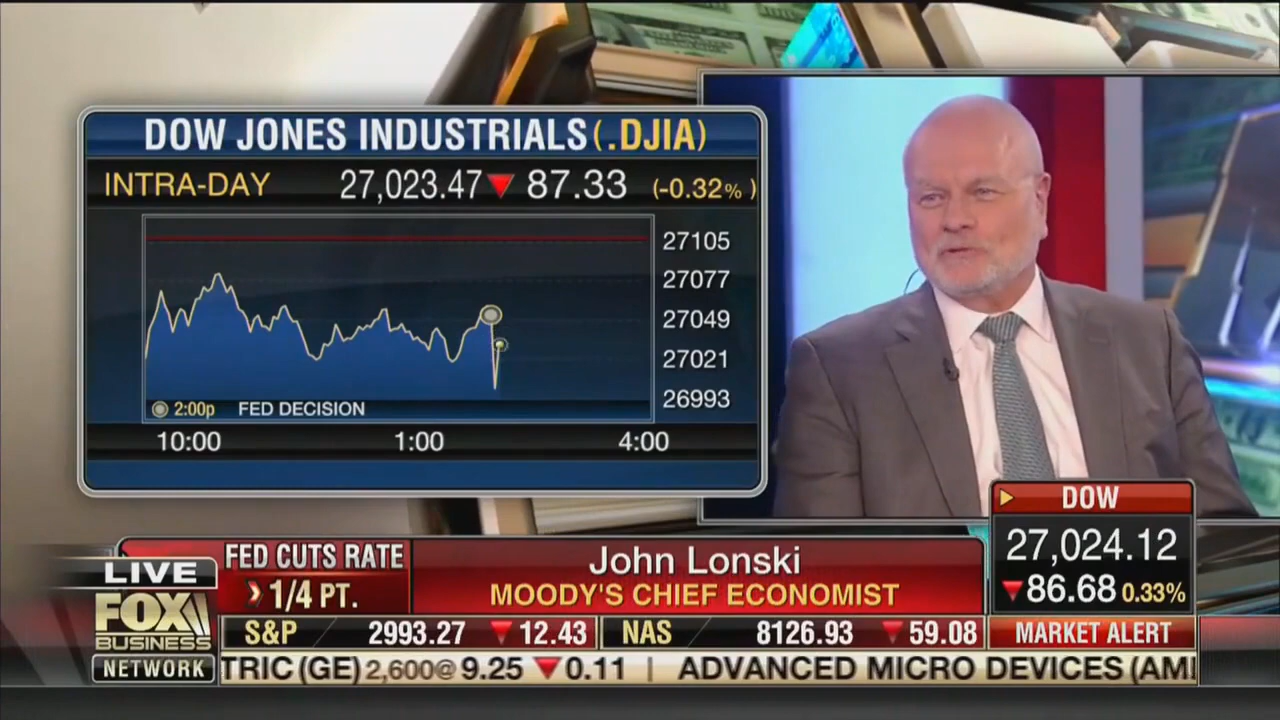 DOW JONES INDUSTRIALS(.DJIA)
INTRA-DAY 27,023.47 87.33 (-0.32%)
27105
27077
27049
27021
26993
2:00p FED DECISION
10:00 1:00 4:00
DOW
27,024.12
86.68 0.33%
MARKET ALERT
LIVE
FOX
BUSINESS
NETWORK
FED CUTS RATE
1/4 PT.
John Lonski
MOODY'S CHIEF ECONOMIST
S&P 2993.27 12.43 NAS 8126.93 59.08
TRIC (GE) 2,600@ 9.25 0.11 | ADVANCED MICRO DEVICES (AM